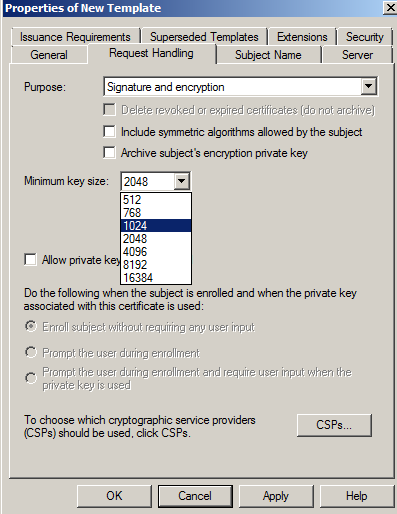 Properties of New Template
Issuance Requirements
Superseded Templates
Extensions
Security
General
Request Handling
Subject Name
Server
Purpose:
Signature and encryption
Delete revoked or expired certificates (do not archive)
Include symmetric algorithms allowed by the subject
Archive subject's encryption private key
Minimum key size:
2048
512
768
1024
2048
4096
8192
16384
Allow private key
Do the following when the subject is enrolled and when the private key
associated with this certificate is used:
Enroll subject without requiring any user input
Prompt the user during enrollment
Prompt the user during enrollment and require user input when the
private key is used
To choose which cryptographic service providers
(CSPs) should be used, click CSPs.
CSPs...
OK
Cancel
Apply
Help